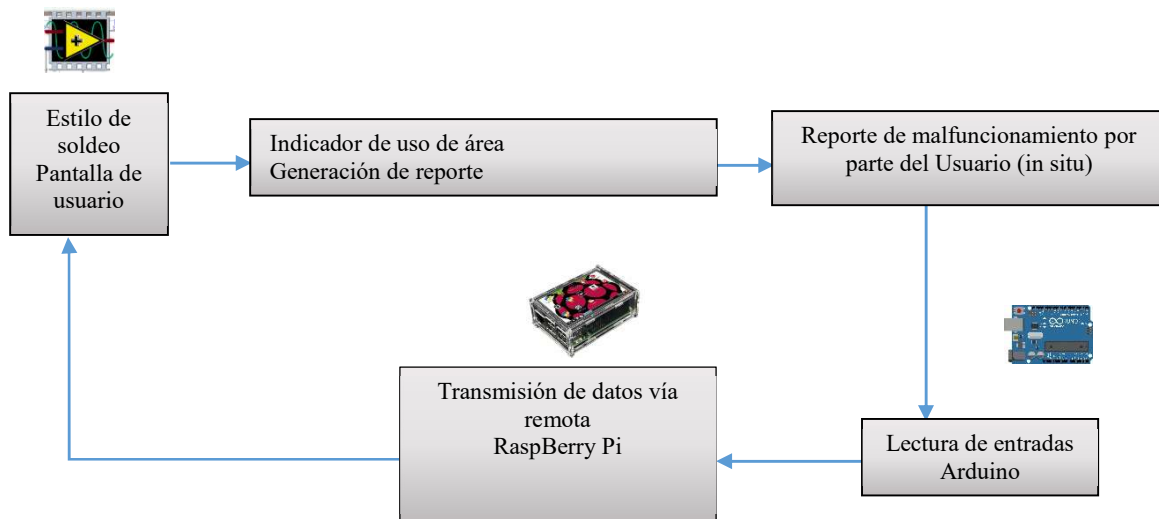 Estilo de
soldeo
Pantalla de
usuario
Indicador de uso de área
Generación de reporte
Reporte de malfuncionamiento por
parte del Usuario (in situ)
Transmisión de datos vía
remota
RaspBerry Pi
Lectura de entradas
Arduino